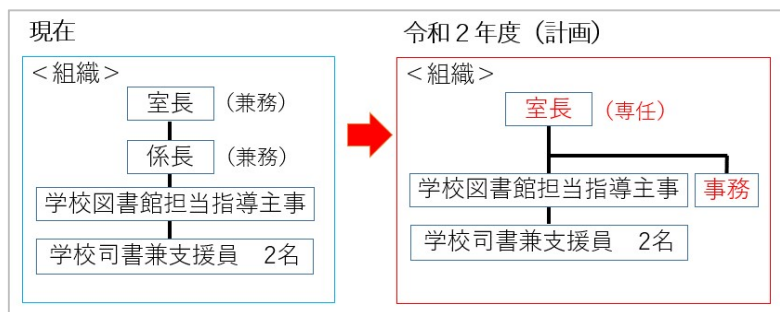 現在
<組織>
室長 (兼務)
係長 (兼務)
学校図書館担当指導主事
学校司書兼支援員 2名
令和2年度（計画）
<組織>
室長 (専任)
学校図書館担当指導主事 事務
学校司書兼支援員 2名